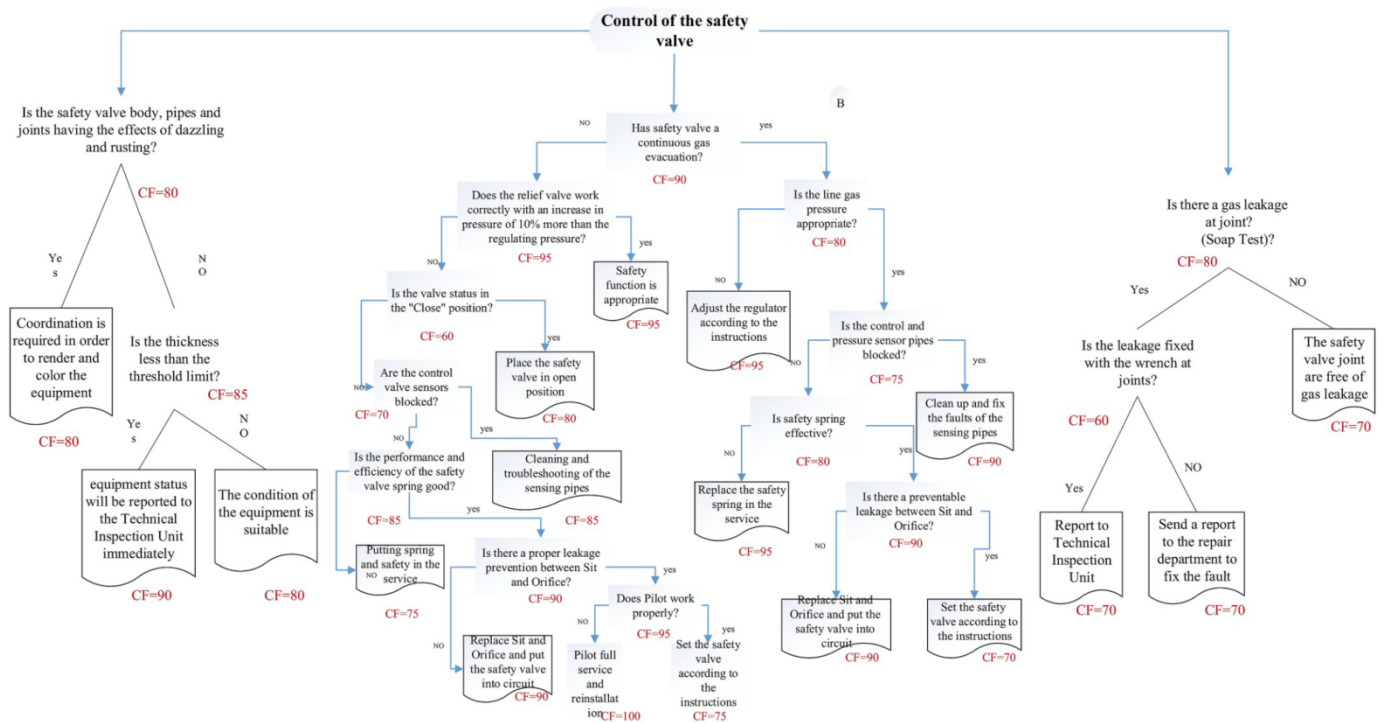 Control of the safety
valve
Is the safety valve body, pipes and
joints having the effects of dazzling
and rusting?
CF=80
Ye
s
N
O
Coordination is
required in order
to render and
color the
equipment
CF=80
Is the thickness
less than the
threshold limit?
CF=85
Ye
s
N
O
equipment status
will be reported to
the Technical
Inspection Unit
immediately
CF=90
The condition of
the equipment is
suitable
CF=80
B
NO
Has safety valve a
continuous gas
evacuation?
yes
CF=90
Does the relief valve work
correctly with an increase in
pressure of 10% more than the
regulating pressure?
CF=95
NO
yes
Safety
function is
appropriate
CF=95
Is the valve status in
the "Close" position?
CF=60
yes
Place the safety
valve in open
position
CF=80
NO
Are the control
valve sensors
blocked?
CF=70
NO
yes
Cleaning and
troubleshooting of the
sensing pipes
CF=85
Is the performance and
efficiency of the safety
valve spring good?
CF=85
yes
Putting spring
and safety in the
service
NO
CF=75
Is there a proper leakage
prevention between Sit
and Orifice?
CF=90
yes
NO
Replace Sit and
Orifice and put
the safety valve
into circuit
CF=90
Does Pilot work
properly?
CF=95
NO
yes
Pilot full
service
and
reinstallat
ion
CF=100
Set the safety
valve
according to
the
instructions
CF=75
Is the line gas
pressure
appropriate?
CF=80
NO
yes
Adjust the regulator
according to the
instructions
CF=95
Is the control and
pressure sensor pipes
blocked?
CF=75
NO
yes
Clean up and fix
the faults of the
sensing pipes
CF=90
Is safety spring
effective?
CF=80
NO
yes
Replace the safety
spring in the
service
CF=95
Is there a preventable
leakage between Sit and
Orifice?
CF=90
NO
yes
Replace Sit and
Orifice and put the
safety valve into
circuit
CF=90
Set the safety
valve according to
the instructions
CF=70
Is there a gas leakage
at joint?
(Soap Test)?
CF=80
Yes
NO
Is the leakage fixed
with the wrench at
joints?
CF=60
The safety
valve joint
are free of
gas leakage
CF=70
Yes
NO
Report to
Technical
Inspection
Unit
CF=70
Send a report
to the repair
department to
fix the fault
CF=70